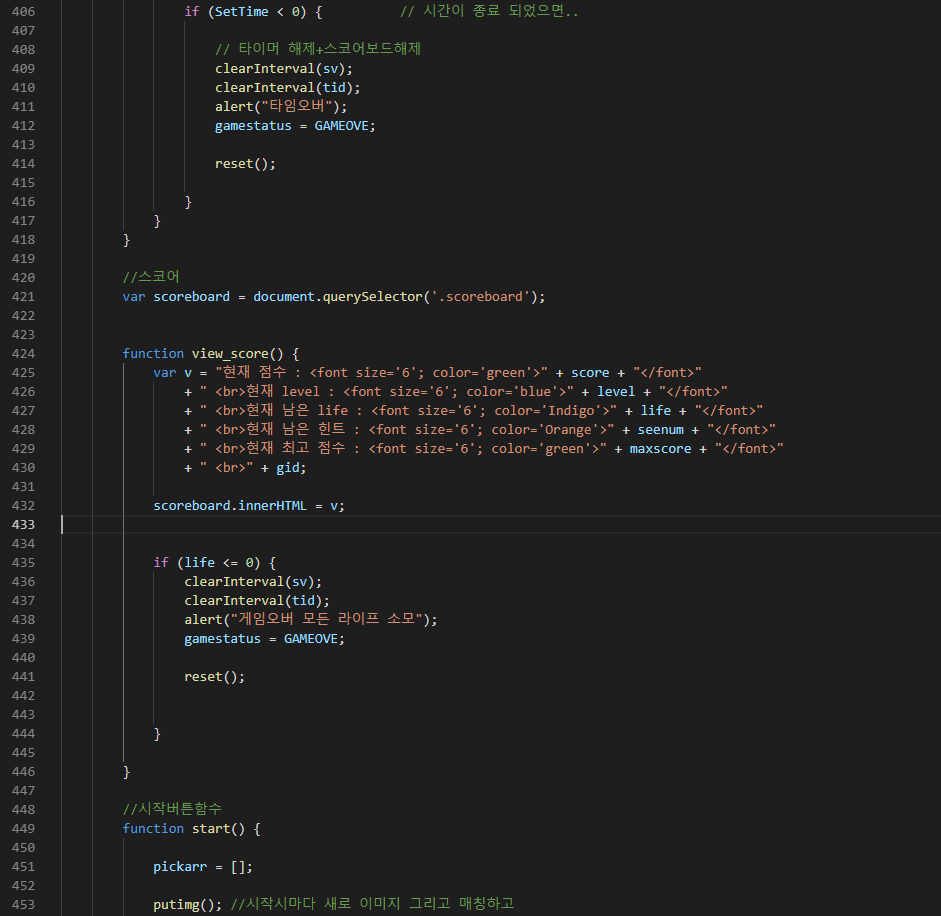 406 if (SetTime < 0) { // 시간이 종료 되었으면..
407
408 // 타이머 해제+스코어보드해제
409 clearInterval(sv);
410 clearInterval(tid);
411 alert("타임오버");
412 gamestatus = GAMEOVE;
413
414 reset();
415
416 }
417 }
418 }
419
420 //스코어
421 var scoreboard = document.querySelector('.scoreboard');
422
423
424 function view_score() {
425 var v = "현재 점수 : <font size='6'; color='green'>" + score + "</font>"
426 + " <br>현재 level : <font size='6'; color='blue'>" + level + "</font>"
427 + " <br>현재 남은 life : <font size='6'; color='Indigo'>" + life + "</font>"
428 + " <br>현재 남은 힌트 : <font size='6'; color='Orange'>" + seenum + "</font>"
429 + " <br>현재 최고 점수 : <font size='6'; color='green'>" + maxscore + "</font>"
430 + " <br>" + gid;
431
432 scoreboard.innerHTML = v;
433
434
435 if (life <= 0) {
436 clearInterval(sv);
437 clearInterval(tid);
438 alert("게임오버 모든 라이프 소모");
439 gamestatus = GAMEOVE;
440
441 reset();
442
443
444 }
445
446 }
447
448 //시작버튼함수
449 function start() {
450
451 pickarr = [];
452
453 putimg(); //시작시마다 새로 이미지 그리고 매칭하고